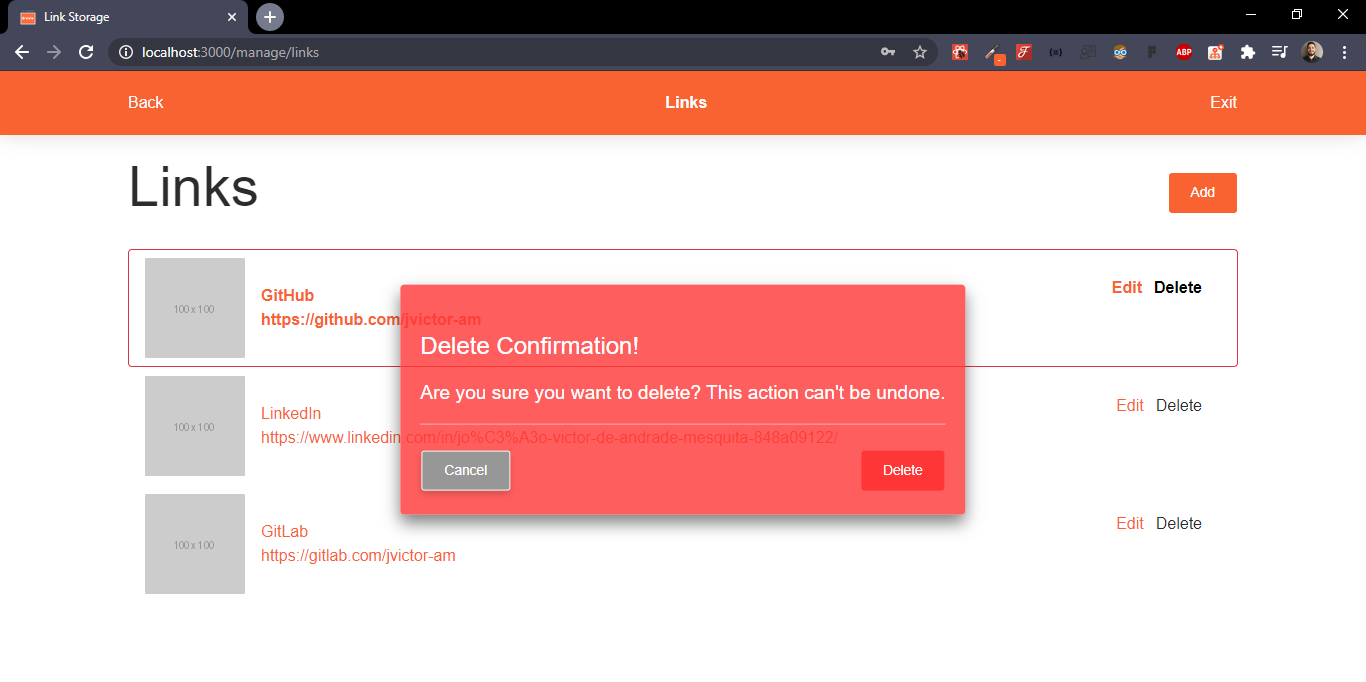 Link Storage
localhost:3000/manage/links
ABP
Back Links Exit
Links
Add
100 x 100
GitHub
https://github.com/jvictor-am
Edit Delete
Delete Confirmation!
Are you sure you want to delete? This action can't be undone.
Cancel Delete
100 x 100
LinkedIn
https://www.linkedin.com/in/jo%C3%A3o-victor-de-andrade-mesquita-848a09122/
Edit Delete
100 x 100
GitLab
https://gitlab.com/jvictor-am
Edit Delete